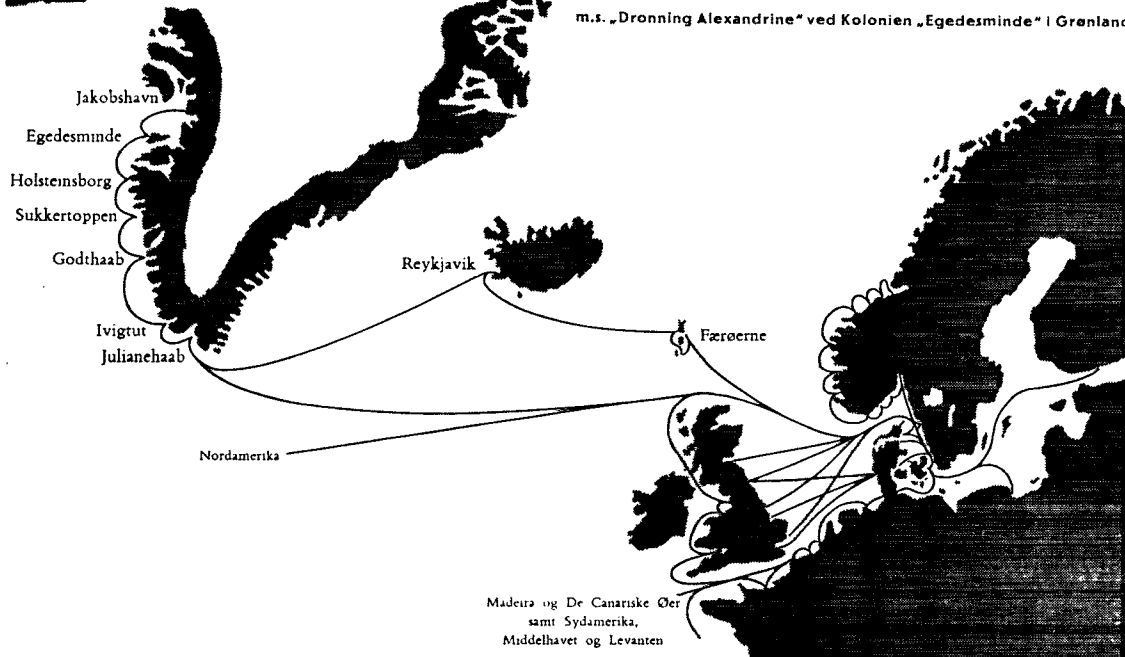 m.s. „Dronning Alexandrine“ ved Kolonien „Egedesminde“ i Grønland
Jakobshavn
Egedesminde
Holsteinsborg
Sukkertoppen
Godthaab
Reykjavik
Ivigtut
Færøerne
Julianehaab
Nordamerika
Madeira og De Canariske Øer
samt Sydamerika,
Middelhavet og Levanten